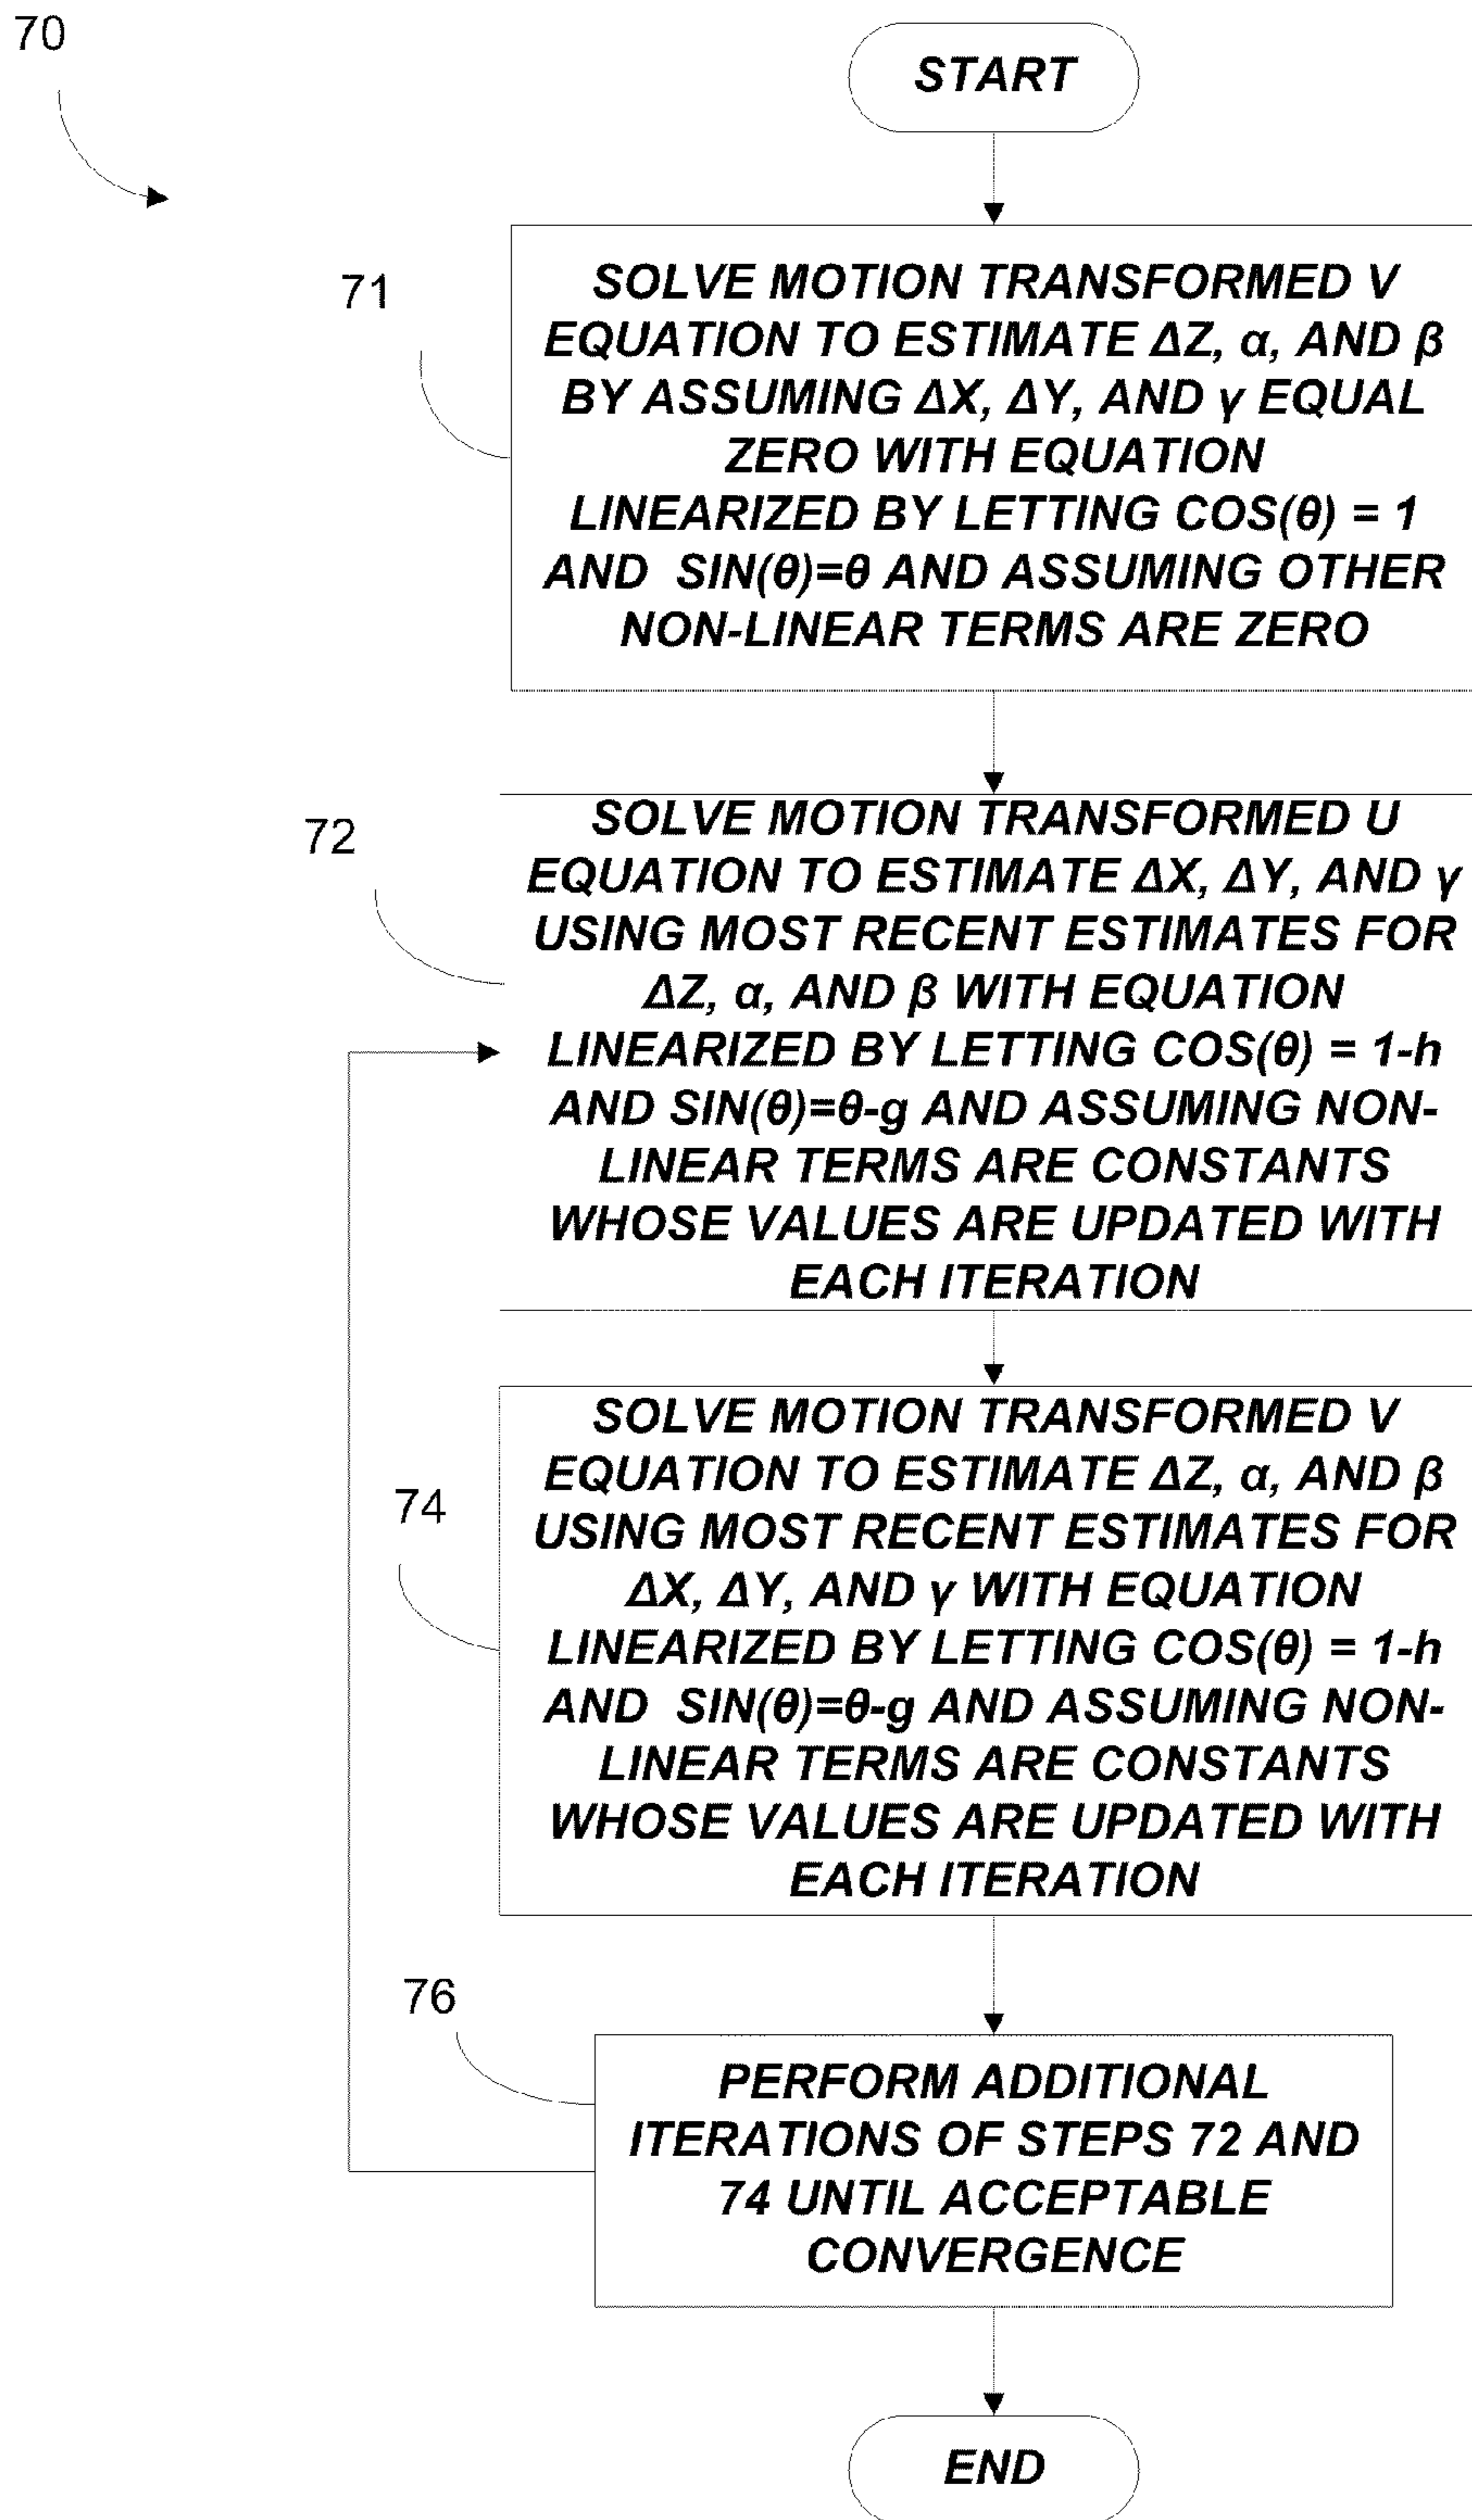 70
START
71
SOLVE MOTION TRANSFORMED V
EQUATION TO ESTIMATE ΔZ, α, AND β
BY ASSUMING ΔX, ΔY, AND γ EQUAL
ZERO WITH EQUATION
LINEARIZED BY LETTING COS(θ) = 1
AND SIN(θ)=θ AND ASSUMING OTHER
NON-LINEAR TERMS ARE ZERO
72
SOLVE MOTION TRANSFORMED U
EQUATION TO ESTIMATE ΔX, ΔY, AND γ
USING MOST RECENT ESTIMATES FOR
ΔZ, α, AND β WITH EQUATION
LINEARIZED BY LETTING COS(θ) = 1-h
AND SIN(θ)=θ-g AND ASSUMING NON-
LINEAR TERMS ARE CONSTANTS
WHOSE VALUES ARE UPDATED WITH
EACH ITERATION
74
SOLVE MOTION TRANSFORMED V
EQUATION TO ESTIMATE ΔZ, α, AND β
USING MOST RECENT ESTIMATES FOR
ΔX, ΔY, AND γ WITH EQUATION
LINEARIZED BY LETTING COS(θ) = 1-h
AND SIN(θ)=θ-g AND ASSUMING NON-
LINEAR TERMS ARE CONSTANTS
WHOSE VALUES ARE UPDATED WITH
EACH ITERATION
76
PERFORM ADDITIONAL
ITERATIONS OF STEPS 72 AND
74 UNTIL ACCEPTABLE
CONVERGENCE
END